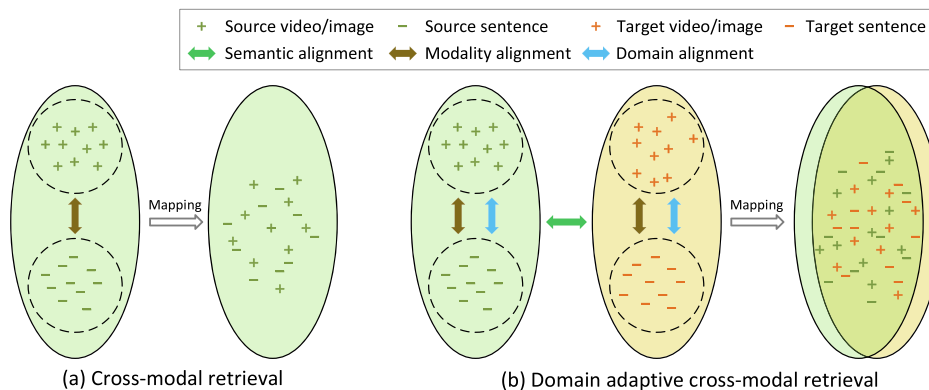 + Source video/image − Source sentence + Target video/image − Target sentence
Semantic alignment Modality alignment Domain alignment
Mapping
Mapping
(a) Cross-modal retrieval
(b) Domain adaptive cross-modal retrieval